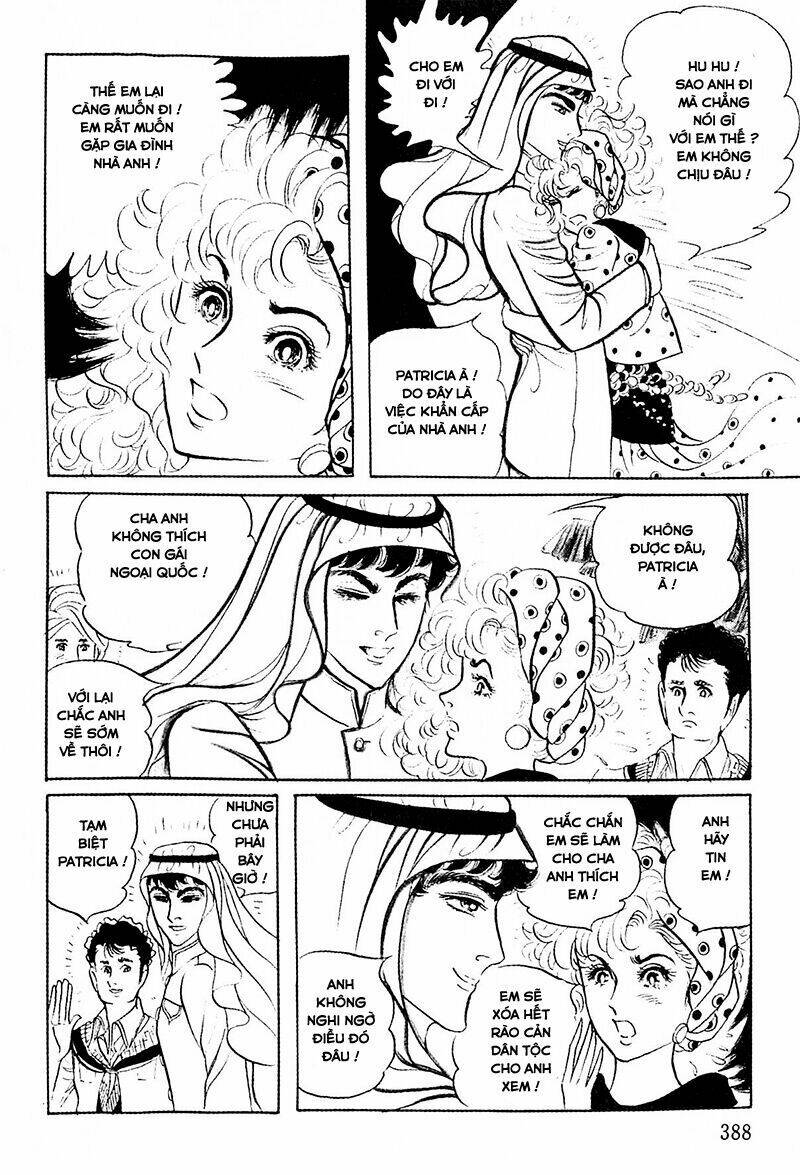 HU HU !
SAO ANH ĐI
MÀ CHẲNG
NÓI GÌ
VỚI EM THẾ ?
EM KHÔNG
CHỊU ĐÂU !
CHO EM
ĐI VỚI
ĐI !
PATRICIA À !
DO ĐÂY LÀ
VIỆC KHẨN CẤP
CỦA NHÀ ANH !
THẾ EM LẠI
CÀNG MUỐN ĐI !
EM RẤT MUỐN
GẶP GIA ĐÌNH
NHÀ ANH !
KHÔNG
ĐƯỢC ĐÂU,
PATRICIA
À !
CHA ANH
KHÔNG THÍCH
CON GÁI
NGOẠI QUỐC !
VỚI LẠI
CHẮC ANH
SẼ SỚM
VỀ THÔI !
ANH
HÃY
TIN
EM !
CHẮC CHẮN
EM SẼ LÀM
CHO CHA
ANH THÍCH
EM !
EM SẼ
XÓA HẾT
RÀO CẢN
DÂN TỘC
CHO ANH
XEM !
ANH
KHÔNG
NGHI NGỜ
ĐIỀU ĐÓ
ĐÂU !
NHƯNG
CHƯA
PHẢI
BÂY
GIỜ !
TẠM
BIỆT
PATRICIA !
388